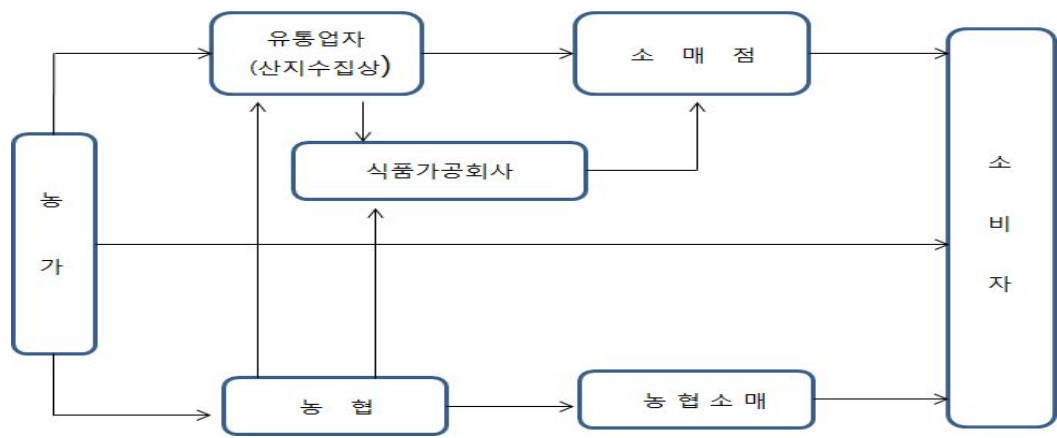 유통업자
(산지수집상)
소 매 점
식품가공회사
농
가
소
비
자
농 협
농협소매